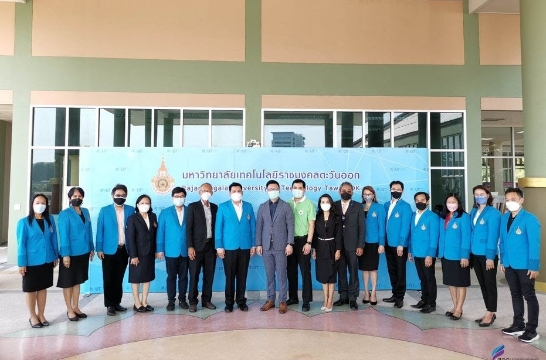 มหาวิทยาลัยเทคโนโลยีราชมงคลตะวันออก
Rajamangala University of Technology Tawan-ok